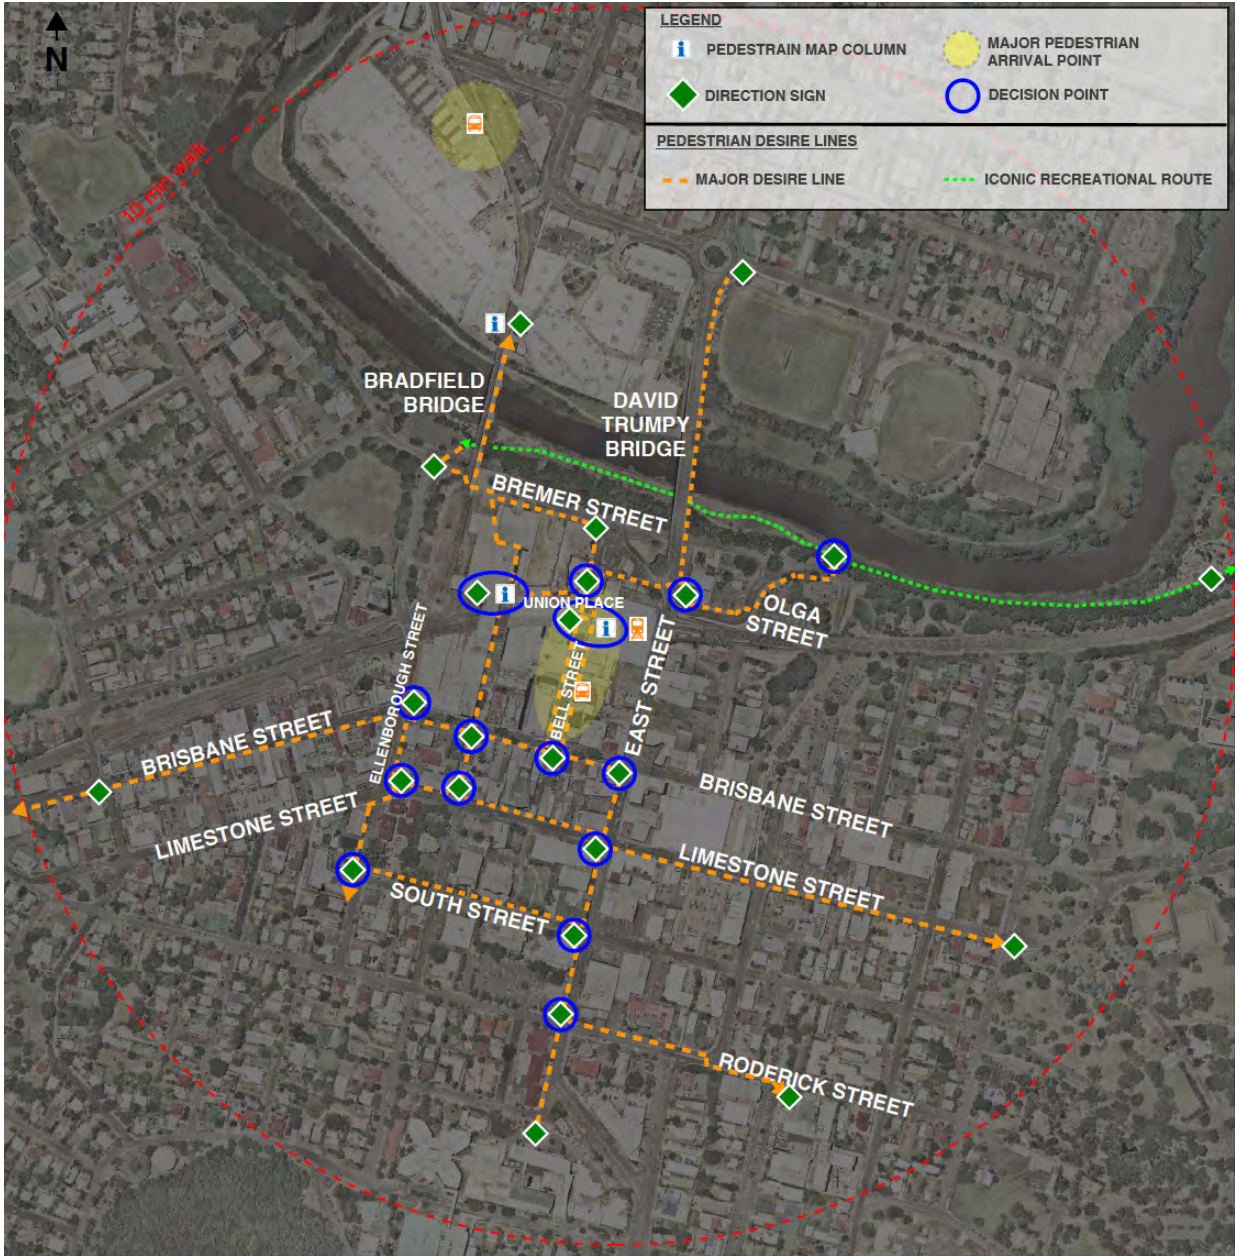 N
LEGEND
PEDESTRAIN MAP COLUMN
MAJOR PEDESTRIAN
ARRIVAL POINT
DIRECTION SIGN
DECISION POINT
PEDESTRIAN DESIRE LINES
MAJOR DESIRE LINE
ICONIC RECREATIONAL ROUTE
10 min walk
BRADFIELD
BRIDGE
DAVID
TRUMPY
BRIDGE
BREMER STREET
UNION PLACE
OLGA
STREET
ELLENBOROUGH STREET
BELL STREET
EAST STREET
BRISBANE STREET
BRISBANE STREET
LIMESTONE STREET
LIMESTONE STREET
SOUTH STREET
RODERICK STREET